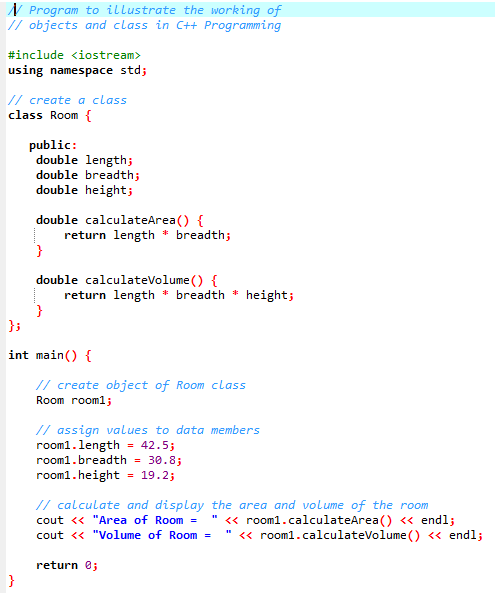 // Program to illustrate the working of
// objects and class in C++ Programming
#include <iostream>
using namespace std;
// create a class
class Room {
public:
double length;
double breadth;
double height;
double calculateArea() {
return length * breadth;
}
double calculateVolume() {
return length * breadth * height;
}
};
int main() {
// create object of Room class
Room room1;
// assign values to data members
room1.length = 42.5;
room1.breadth = 30.8;
room1.height = 19.2;
// calculate and display the area and volume of the room
cout << "Area of Room =  " << room1.calculateArea() << endl;
cout << "Volume of Room =  " << room1.calculateVolume() << endl;
return 0;
}